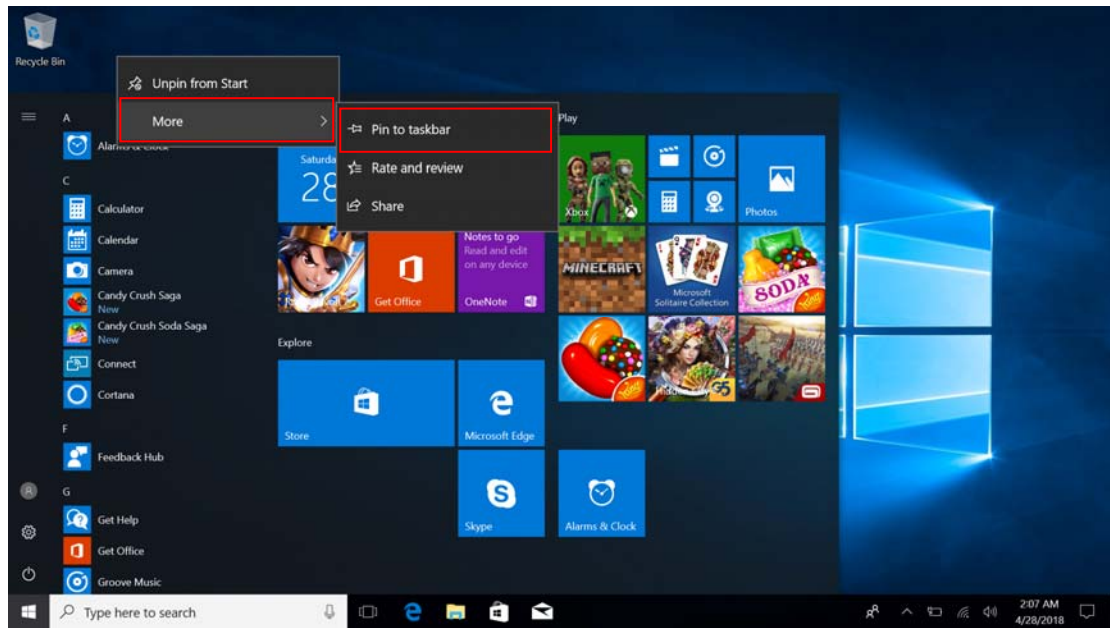 Recycle Bin
Unpin from Start
More
Pin to taskbar
Rate and review
Share
A
C
Calculator
Calendar
Camera
Candy Crush Saga
New
Candy Crush Soda Saga
New
Connect
Cortana
F
Feedback Hub
G
Get Help
Get Office
Groove Music
28
Get Office
Notes to go
Read and edit
on any device
OneNote
Explore
Store
Microsoft Edge
Skype
Play
Xbox
Photos
MINECRAFT
Microsoft
Solitaire Collection
SODA
King
King
G5
Alarms & Clock
Type here to search
2:07 AM
4/28/2018